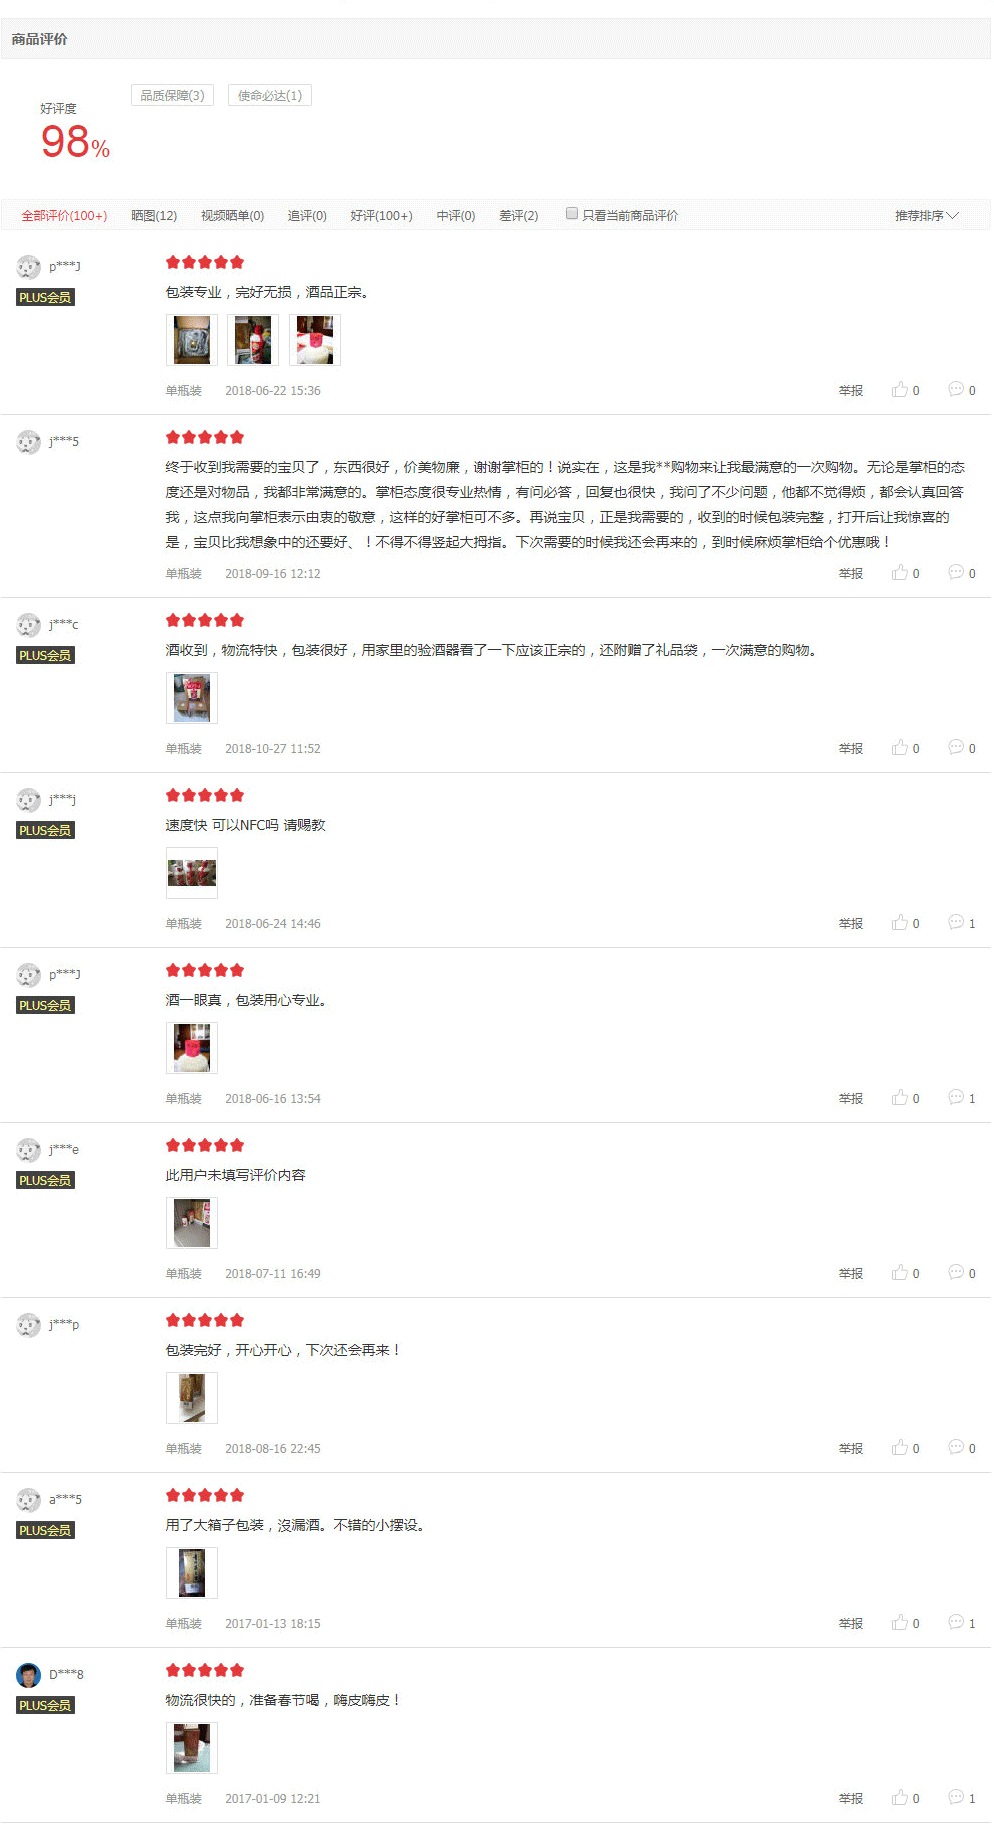 商品评价
好评度
98%
品质保障(3) 使命必达(1)
全部评价(100+) 晒图(12) 视频晒单(0) 追评(0) 好评(100+) 中评(0) 差评(2) 只看当前商品评价 推荐排序
p***J
PLUS会员
包装专业，完好无损，酒品正宗。
单瓶装 2018-06-22 15:36 举报 0 0
j***5
终于收到我需要的宝贝了，东西很好，价美物廉，谢谢掌柜的！说实在，这是我**购物来让我最满意的一次购物。无论是掌柜的态
度还是对物品，我都非常满意的。掌柜态度很专业热情，有问必答，回复也很快，我问了不少问题，他都不觉得烦，都会认真回答
我，这点我向掌柜表示由衷的敬意，这样的好掌柜可不多。再说宝贝，正是我需要的，收到的时候包装完整，打开后让我惊喜的
是，宝贝比我想象中的还要好、！不得不得竖起大拇指。下次需要的时候我还会再来的，到时候麻烦掌柜给个优惠哦！
单瓶装 2018-09-16 12:12 举报 0 0
j***c
PLUS会员
酒收到，物流特快，包装很好，用家里的验酒器看了一下应该正宗的，还附赠了礼品袋，一次满意的购物。
单瓶装 2018-10-27 11:52 举报 0 0
j***j
PLUS会员
速度快 可以NFC吗 请赐教
单瓶装 2018-06-24 14:46 举报 0 1
p***J
PLUS会员
酒一眼真，包装用心专业。
单瓶装 2018-06-16 13:54 举报 0 1
j***e
PLUS会员
此用户未填写评价内容
单瓶装 2018-07-11 16:49 举报 0 0
j***p
包装完好，开心开心，下次还会再来！
单瓶装 2018-08-16 22:45 举报 0 0
a***5
PLUS会员
用了大箱子包装，沒漏酒。不错的小摆设。
单瓶装 2017-01-13 18:15 举报 0 1
D***8
PLUS会员
物流很快的，准备春节喝，嗨皮嗨皮！
单瓶装 2017-01-09 12:21 举报 0 1